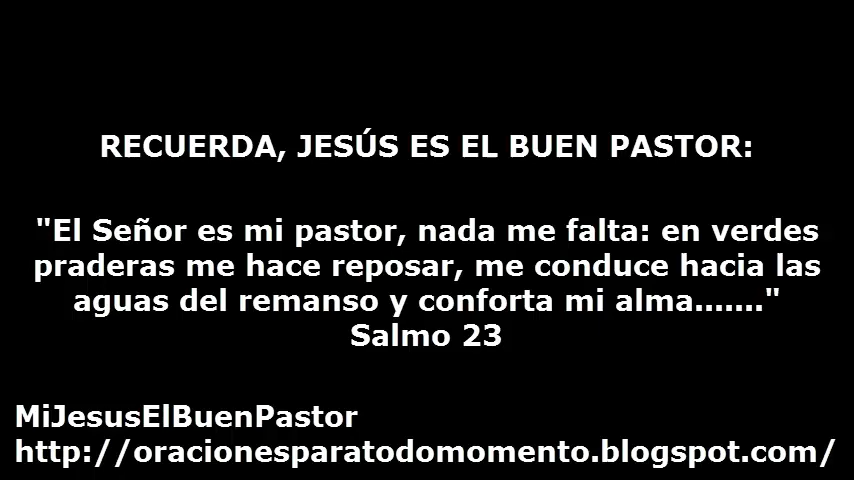 RECUERDA, JESÚS ES EL BUEN PASTOR:
"El Señor es mi pastor, nada me falta: en verdes
praderas me hace reposar, me conduce hacia las
aguas del remanso y conforta mi alma......."
Salmo 23
MiJesusElBuenPastor
http://oracionesparatodomomento.blogspot.com/